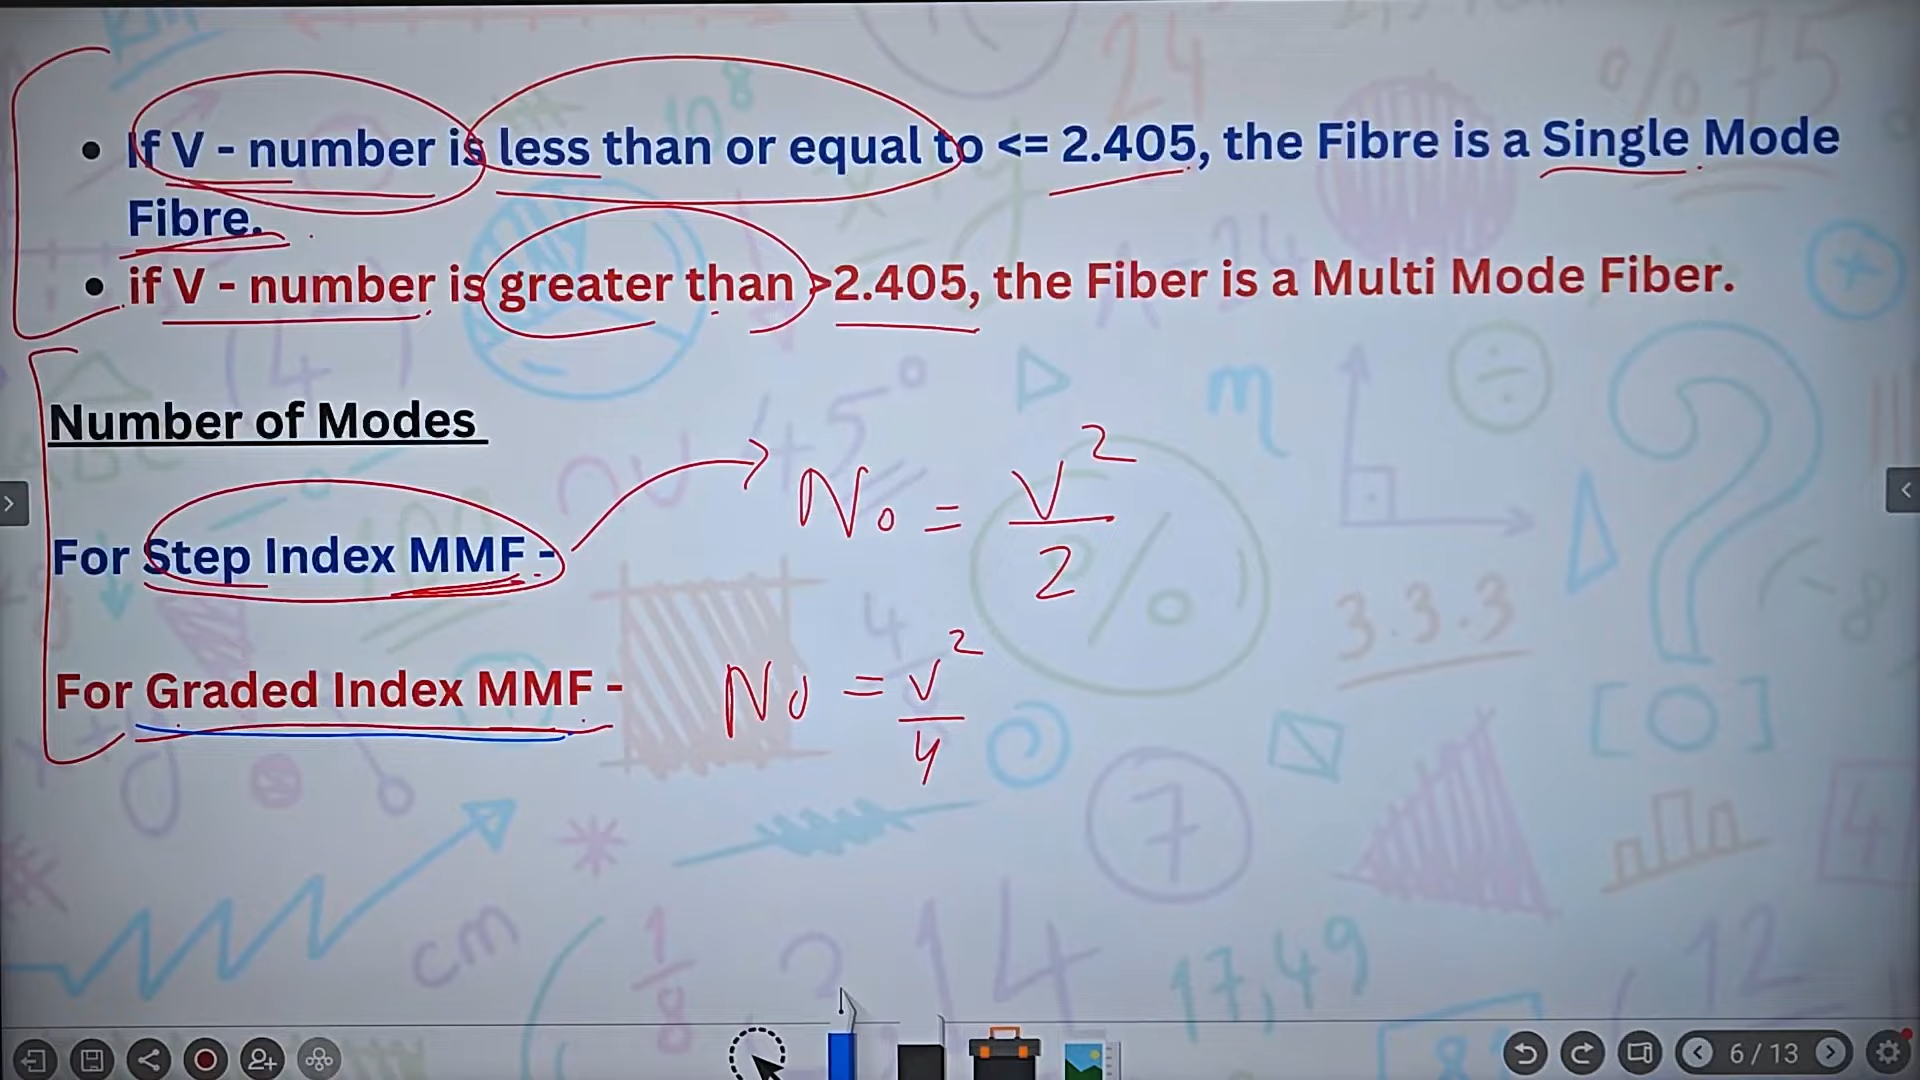 • If V - number is less than or equal to <= 2.405, the Fibre is a Single Mode
Fibre.
• if V - number is greater than >2.405, the Fiber is a Multi Mode Fiber.
Number of Modes
For Step Index MMF -
No = V²/2
For Graded Index MMF -
No = V²/4
6 / 13